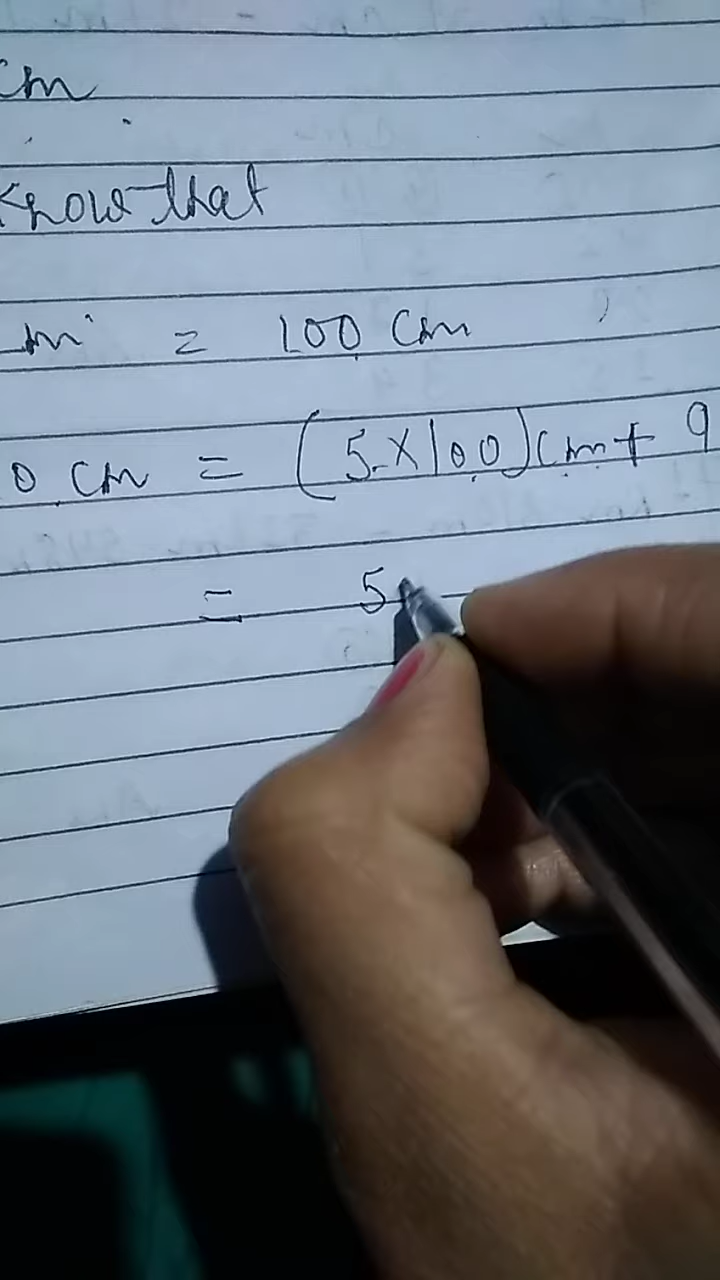 cm
Know that
m = 100 cm
0 cm = (5 × 100) cm + 9
= 5